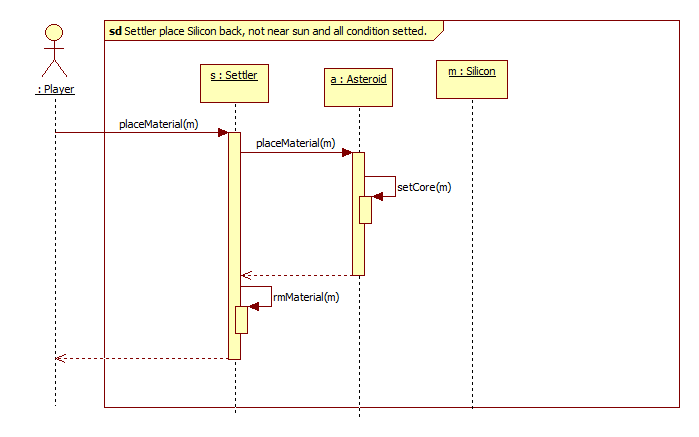 sd Settler place Silicon back, not near sun and all condition setted.
s : Settler
a : Asteroid
m : Silicon
: Player
placeMaterial(m)
placeMaterial(m)
setCore(m)
rmMaterial(m)